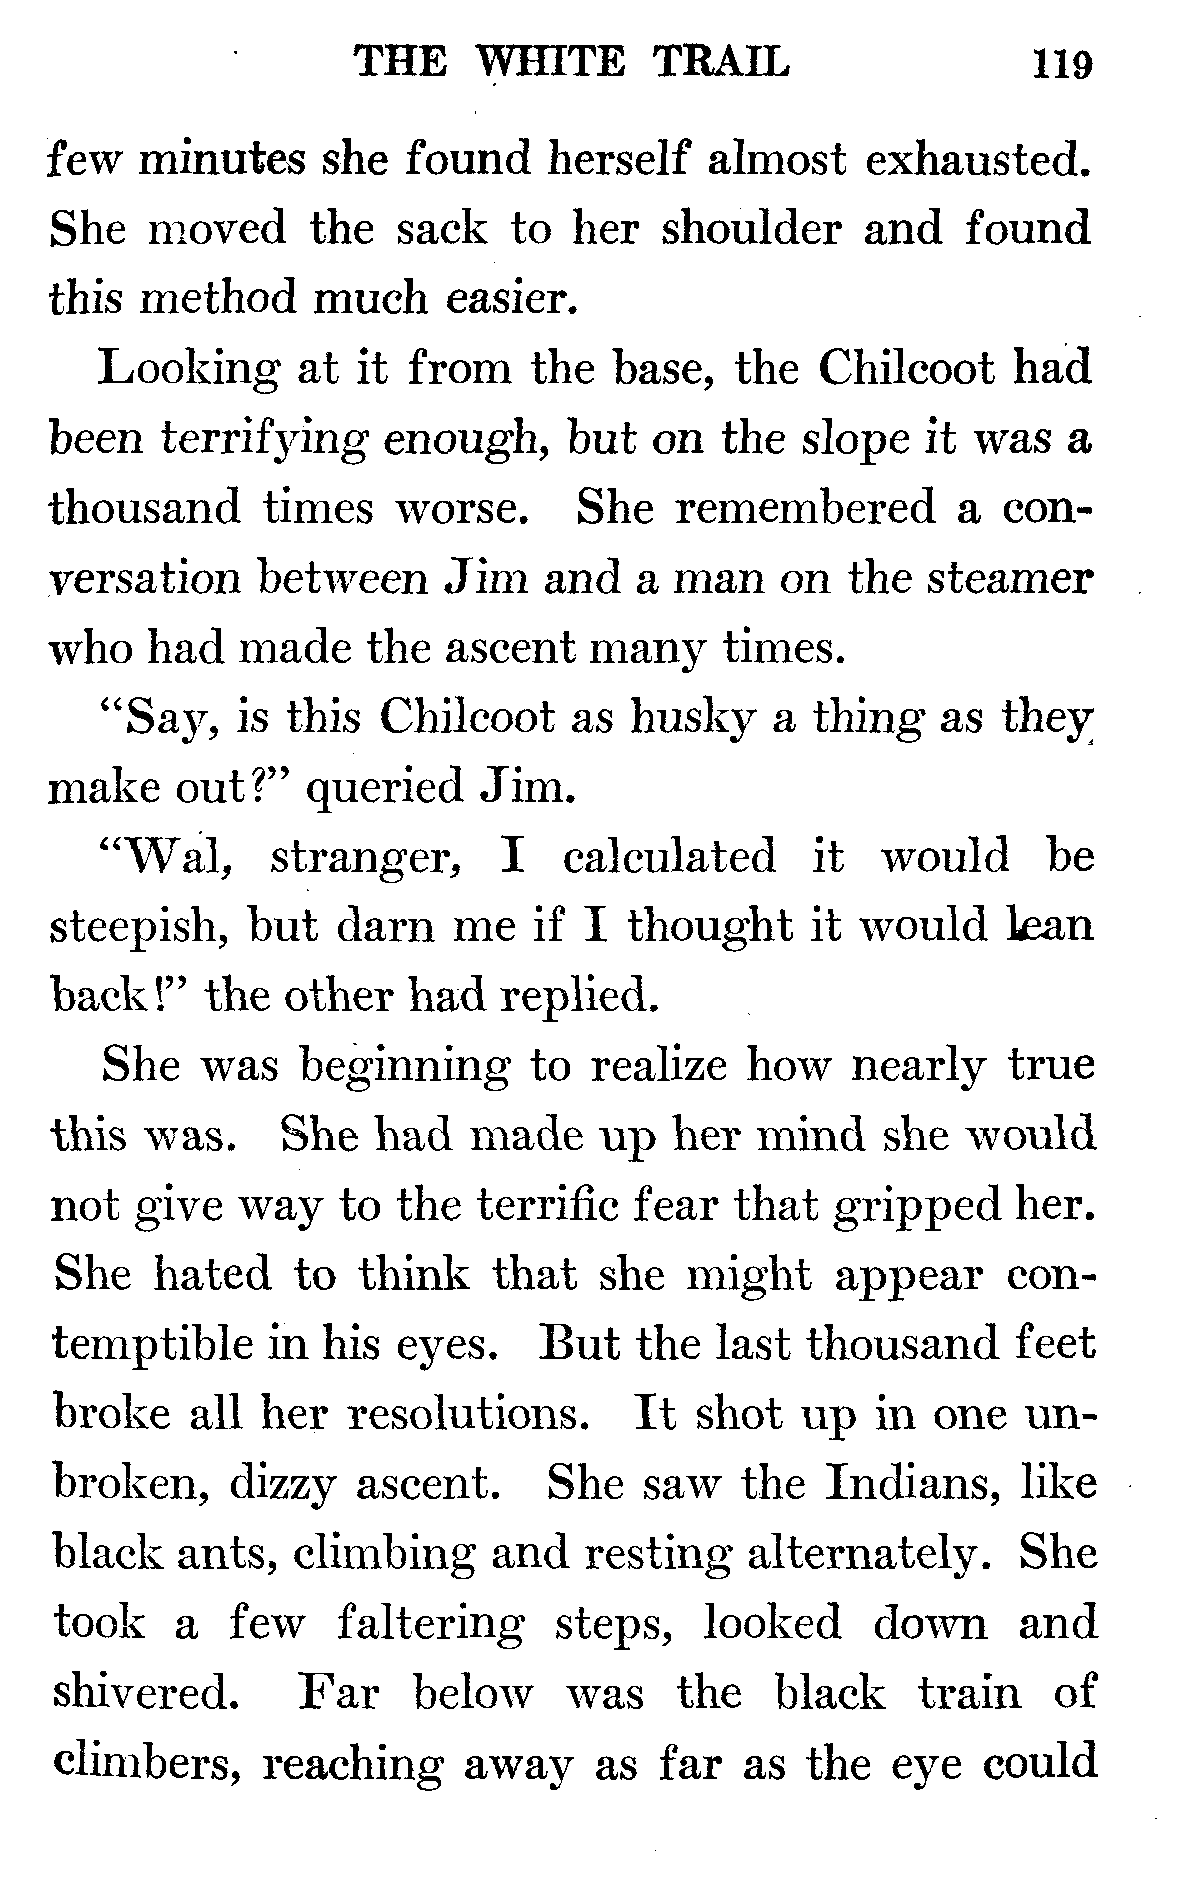 THE WHITE TRAIL 119
few minutes she found herself almost exhausted.
She moved the sack to her shoulder and found
this method much easier.
Looking at it from the base, the Chilcoot had
been terrifying enough, but on the slope it was a
thousand times worse. She remembered a con-
versation between Jim and a man on the steamer
who had made the ascent many times.
"Say, is this Chilcoot as husky a thing as they
make out?" queried Jim.
"Wal, stranger, I calculated it would be
steepish, but darn me if I thought it would lean
back!" the other had replied.
She was beginning to realize how nearly true
this was. She had made up her mind she would
not give way to the terrific fear that gripped her.
She hated to think that she might appear con-
temptible in his eyes. But the last thousand feet
broke all her resolutions. It shot up in one un-
broken, dizzy ascent. She saw the Indians, like
black ants, climbing and resting alternately. She
took a few faltering steps, looked down and
shivered. Far below was the black train of
climbers, reaching away as far as the eye could